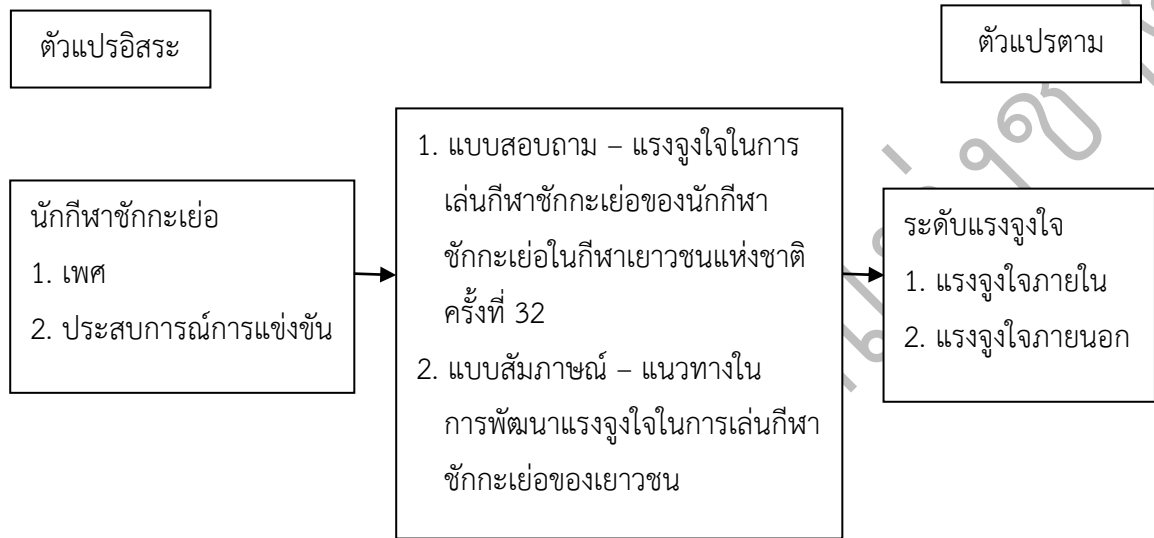 ตัวแปรอิสระ
ตัวแปรตาม
นักกีฬาชักกะเย่อ
1. เพศ
2. ประสบการณ์การแข่งขัน
1. แบบสอบถาม – แรงจูงใจในการ
เล่นกีฬาชักกะเย่อของนักกีฬา
ชักกะเย่อในกีฬาเยาวชนแห่งชาติ
ครั้งที่ 32
2. แบบสัมภาษณ์ – แนวทางใน
การพัฒนาแรงจูงใจในการเล่นกีฬา
ชักกะเย่อของเยาวชน
ระดับแรงจูงใจ
1. แรงจูงใจภายใน
2. แรงจูงใจภายนอก